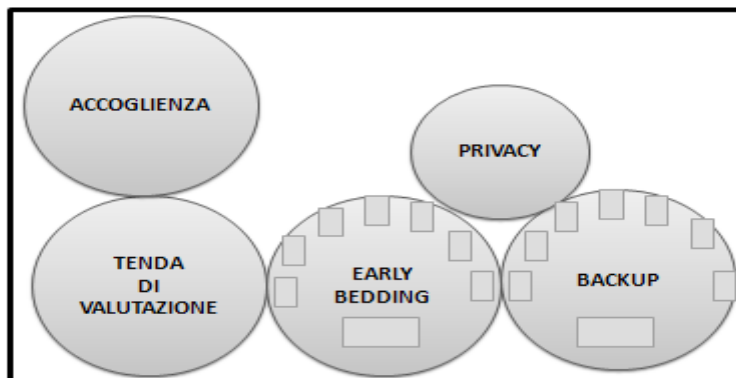 ACCOGLIENZA
PRIVACY
TENDA
DI
VALUTAZIONE
EARLY
BEDDING
BACKUP